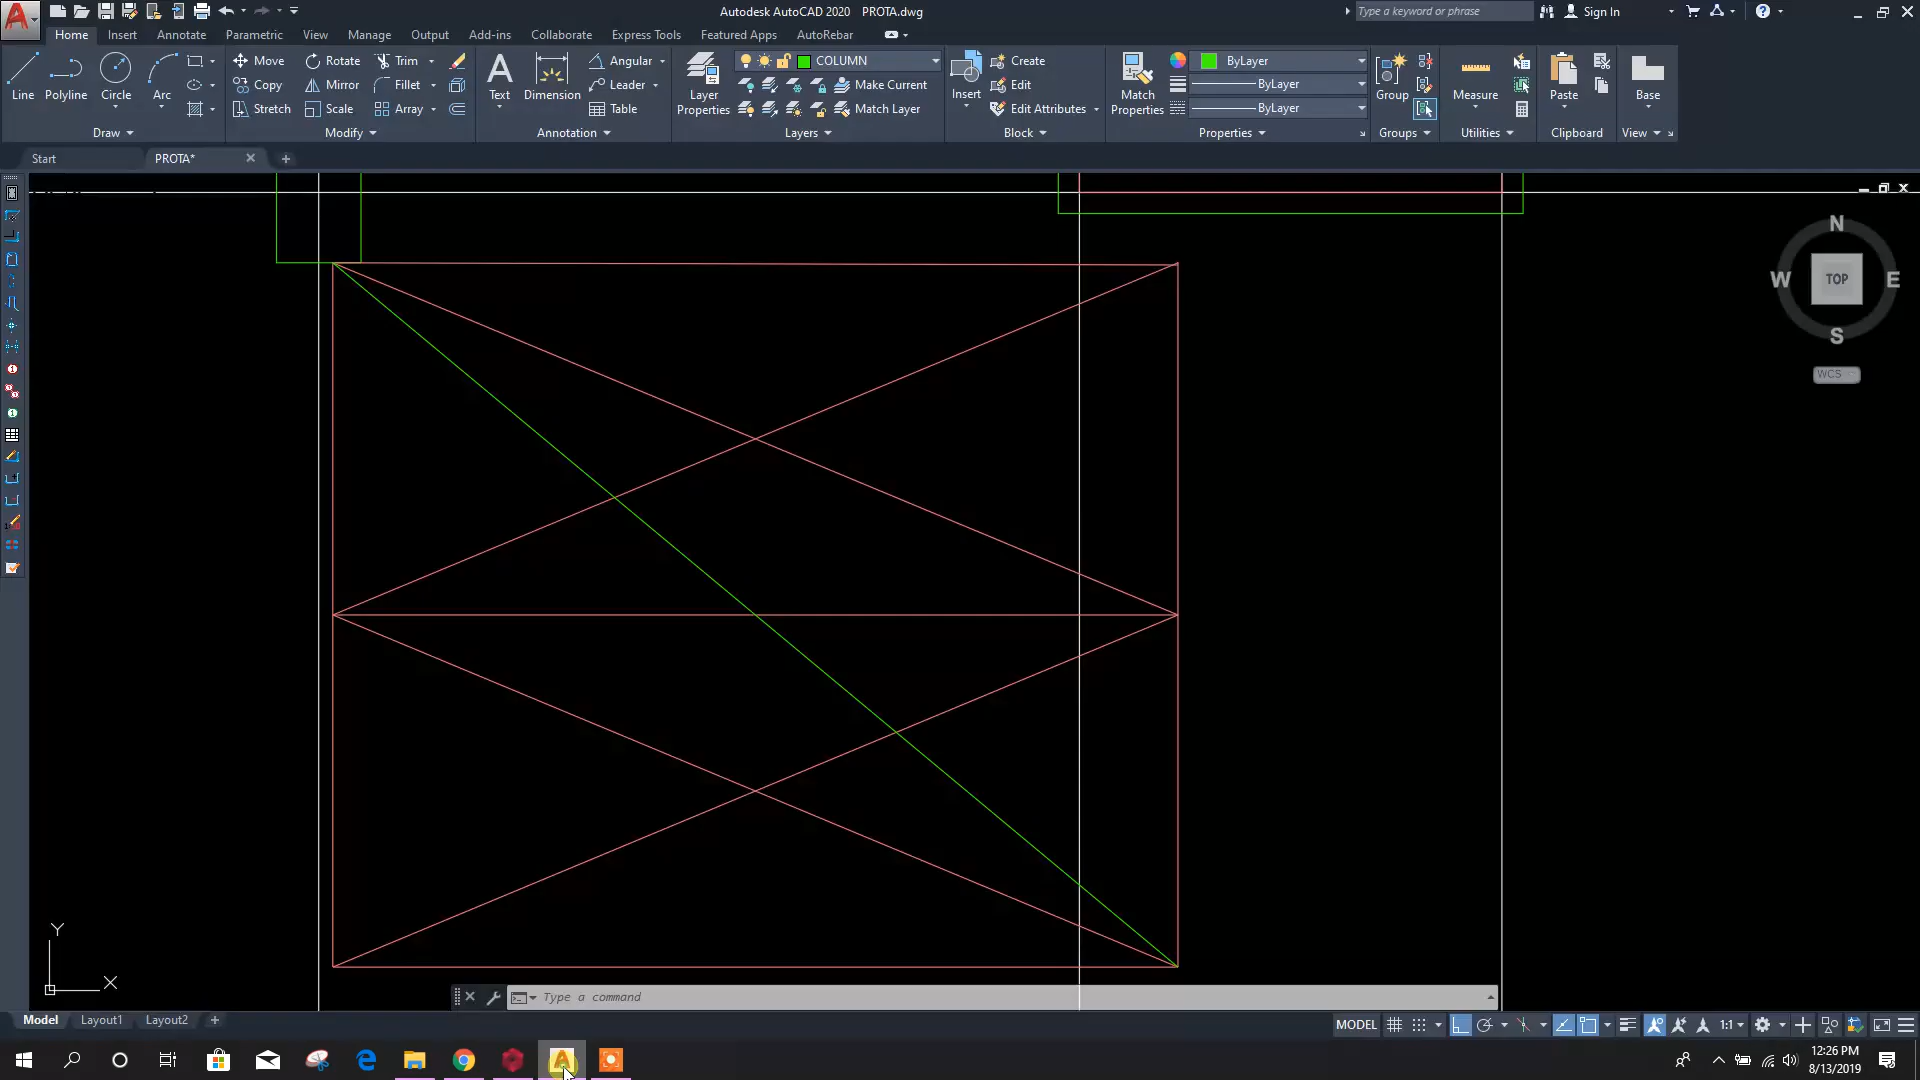 Autodesk AutoCAD 2020 PROTA.dwg
Type a keyword or phrase
Sign In
Home Insert Annotate Parametric View Manage Output Add-ins Collaborate Express Tools Featured Apps AutoRebar
Line Polyline Circle Arc
Move Rotate Trim
Copy Mirror Fillet
Stretch Scale Array
Text Dimension
Angular
Leader
Table
Layer Properties
COLUMN
Make Current
Match Layer
Insert
Create
Edit
Edit Attributes
Match Properties
ByLayer
ByLayer
ByLayer
Group Measure Paste Base
Draw Modify Annotation Layers Block Properties Groups Utilities Clipboard View
Start PROTA*
N
W TOP E
S
WCS
Y
X
Type a command
Model Layout1 Layout2
MODEL 1:1
12:26 PM
8/13/2019